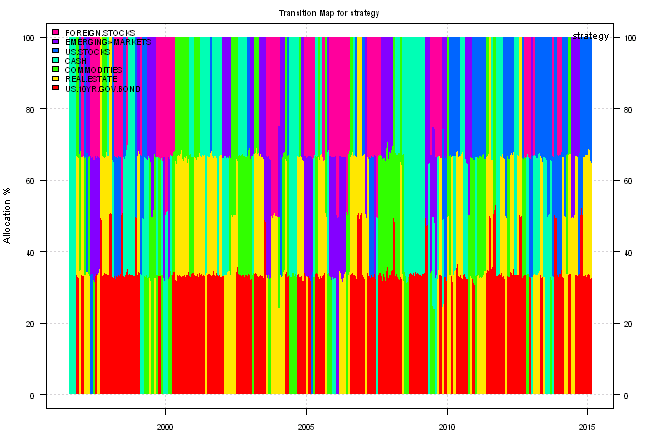 Transition Map for strategy
strategy
FOREIGN.STOCKS
EMERGING>MARKETS
US.STOCKS
CASH
COMMODITIES
REAL.ESTATE
US.10YR.GOV.BOND
Allocation %
100
80
60
40
20
0
100
80
60
40
20
0
2000 2005 2010 2015